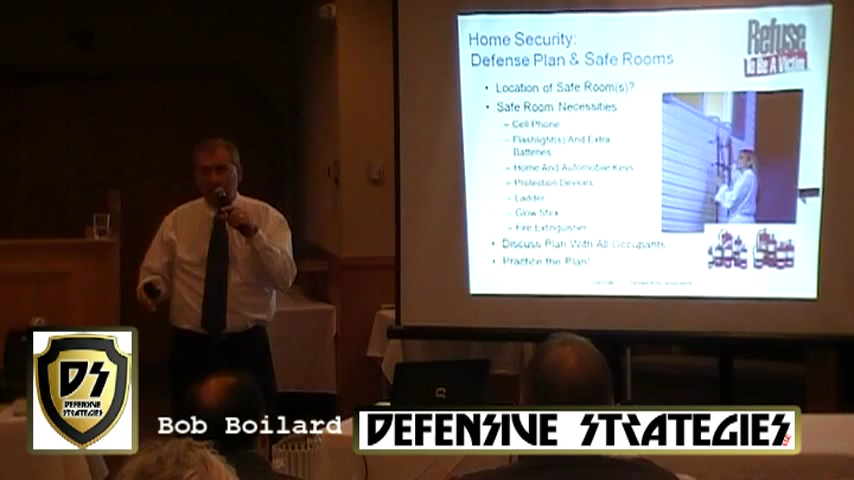 Home Security:
Defense Plan & Safe Rooms
Refuse
To Be A Victim
• Location of Safe Room(s)?
• Safe Room Necessities
– Cell Phone
– Flashlight(s) And Extra
Batteries
– Home And Automobile Keys
– Protection Devices
– Ladder
– Glow Stix
– Fire Extinguisher
• Discuss Plan With All Occupants
• Practice the Plan!
DS
DEFENSIVE
STRATEGIES
Bob Boilard
DEFENSIVE STRATEGIES